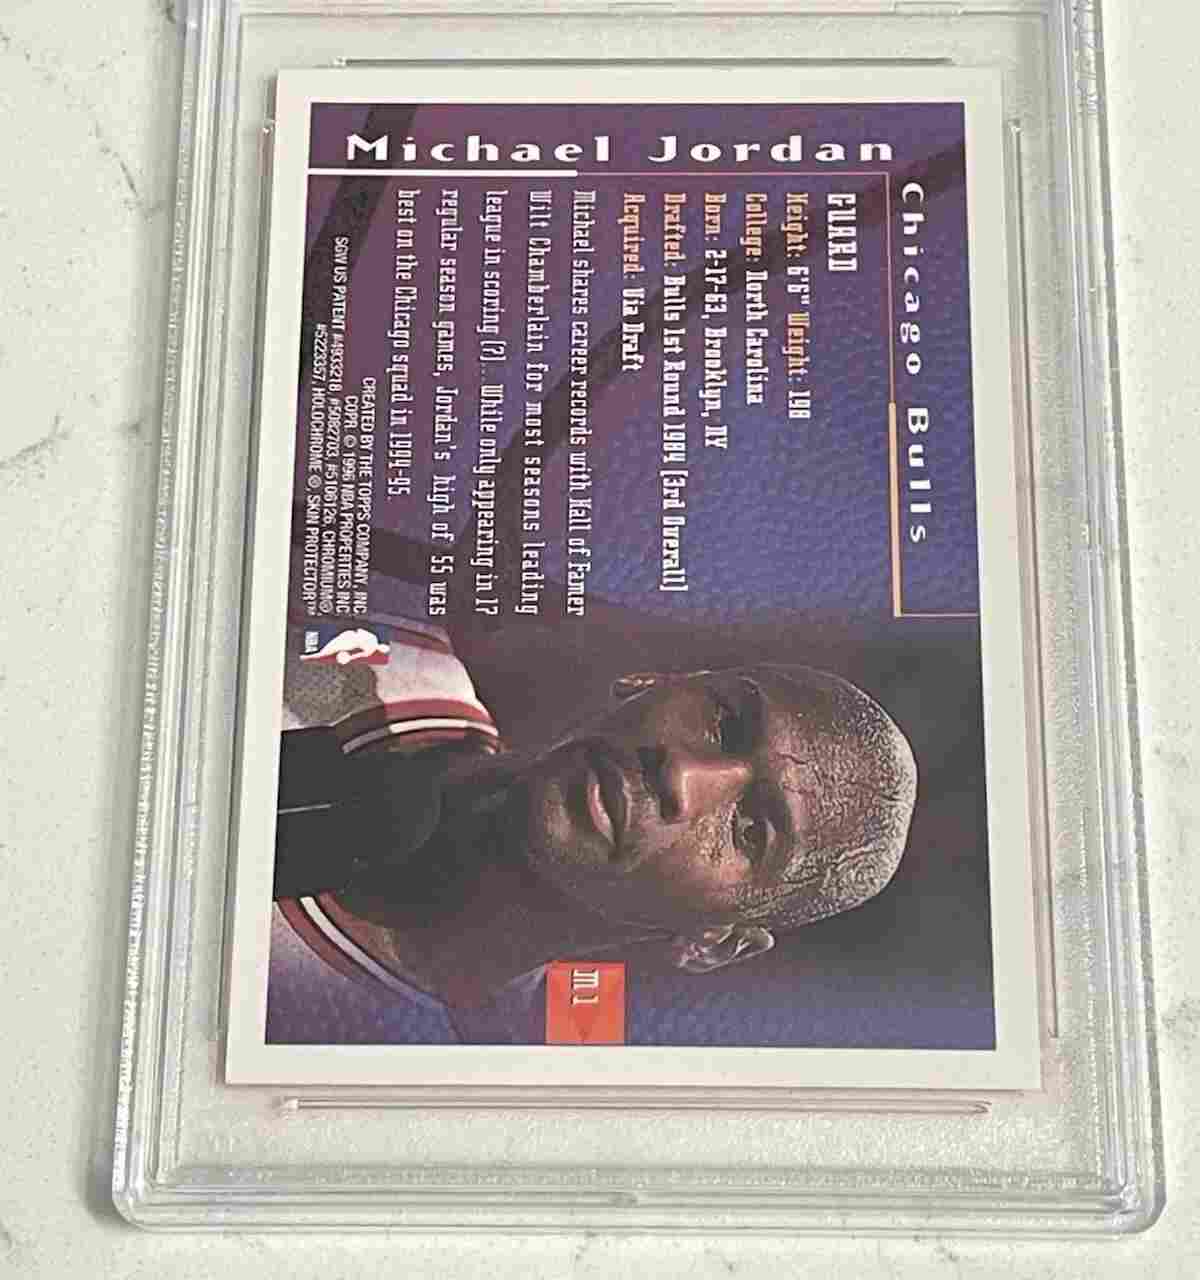 Michael Jordan
Chicago Bulls
GUARD
Height: 6'6" Weight: 198
College: North Carolina
Born: 2-17-63, Brooklyn, NY
Drafted: Bulls 1st Round 1984 (3rd Overall)
Acquired: Via Draft
Michael shares career records with Hall of Famer
Wilt Chamberlain for most seasons leading
league in scoring (7)... While only appearing in 17
regular season games, Jordan's high of 55 was
best on the Chicago squad in 1994-95.
CREATED BY THE TOPPS COMPANY, INC.
COPR. © 1996 NBA PROPERTIES INC
SGW US PATENT #4933218, #5082703, #5106126, CHROMIUM®
#5223357, HOLOCHROME ® SKIN PROTECTOR™
NBA
M 1